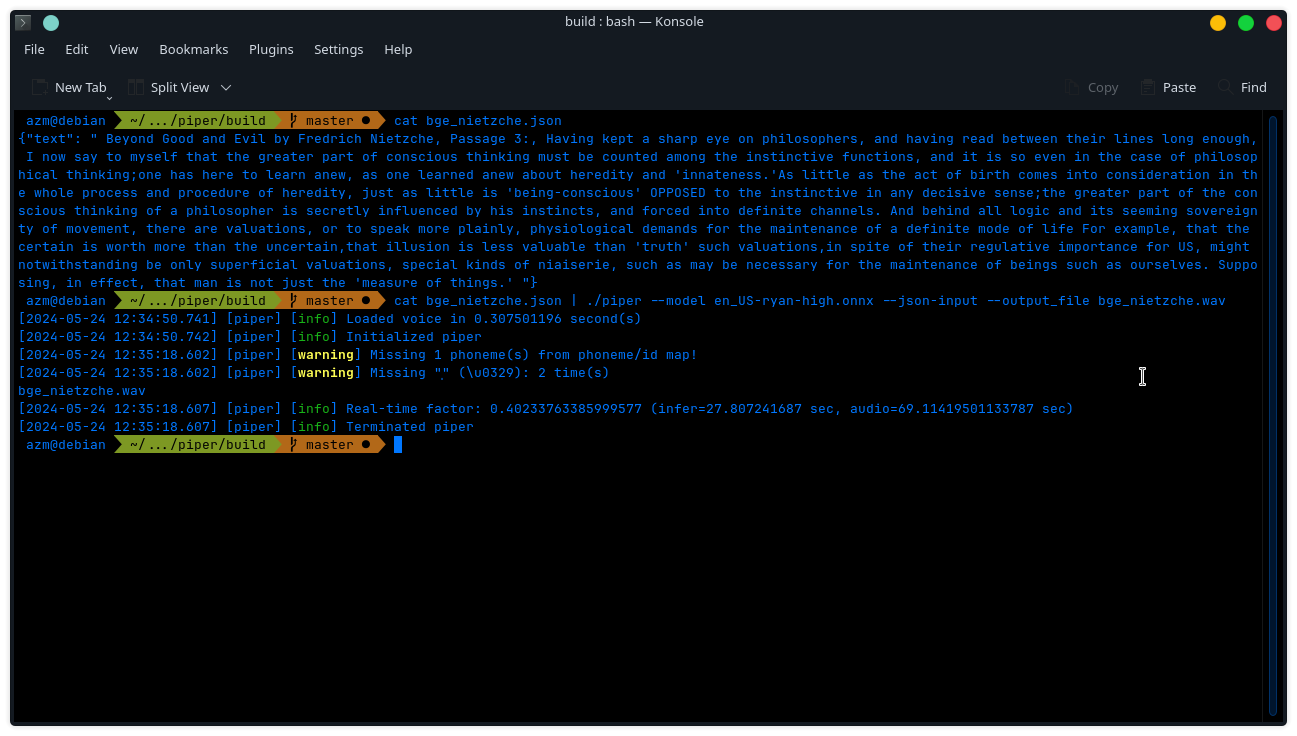 build : bash — Konsole
File Edit View Bookmarks Plugins Settings Help
New Tab Split View Copy Paste Find
azm@debian ~/.../piper/build master ● cat bge_nietzche.json
{"text": " Beyond Good and Evil by Fredrich Nietzche, Passage 3:, Having kept a sharp eye on philosophers, and having read between their lines long enough,
I now say to myself that the greater part of conscious thinking must be counted among the instinctive functions, and it is so even in the case of philosop
hical thinking;one has here to learn anew, as one learned anew about heredity and 'innateness.'As little as the act of birth comes into consideration in th
e whole process and procedure of heredity, just as little is 'being-conscious' OPPOSED to the instinctive in any decisive sense;the greater part of the con
scious thinking of a philosopher is secretly influenced by his instincts, and forced into definite channels. And behind all logic and its seeming sovereign
ty of movement, there are valuations, or to speak more plainly, physiological demands for the maintenance of a definite mode of life For example, that the
certain is worth more than the uncertain,that illusion is less valuable than 'truth' such valuations,in spite of their regulative importance for US, might
notwithstanding be only superficial valuations, special kinds of niaiserie, such as may be necessary for the maintenance of beings such as ourselves. Suppo
sing, in effect, that man is not just the 'measure of things.' "}
azm@debian ~/.../piper/build master ● cat bge_nietzche.json | ./piper --model en_US-ryan-high.onnx --json-input --output_file bge_nietzche.wav
[2024-05-24 12:34:50.741] [piper] [info] Loaded voice in 0.307501196 second(s)
[2024-05-24 12:34:50.742] [piper] [info] Initialized piper
[2024-05-24 12:35:18.602] [piper] [warning] Missing 1 phoneme(s) from phoneme/id map!
[2024-05-24 12:35:18.602] [piper] [warning] Missing "̩" (\u0329): 2 time(s)
bge_nietzche.wav
[2024-05-24 12:35:18.607] [piper] [info] Real-time factor: 0.40233763385999577 (infer=27.807241687 sec, audio=69.11419501133787 sec)
[2024-05-24 12:35:18.607] [piper] [info] Terminated piper
azm@debian ~/.../piper/build master ●